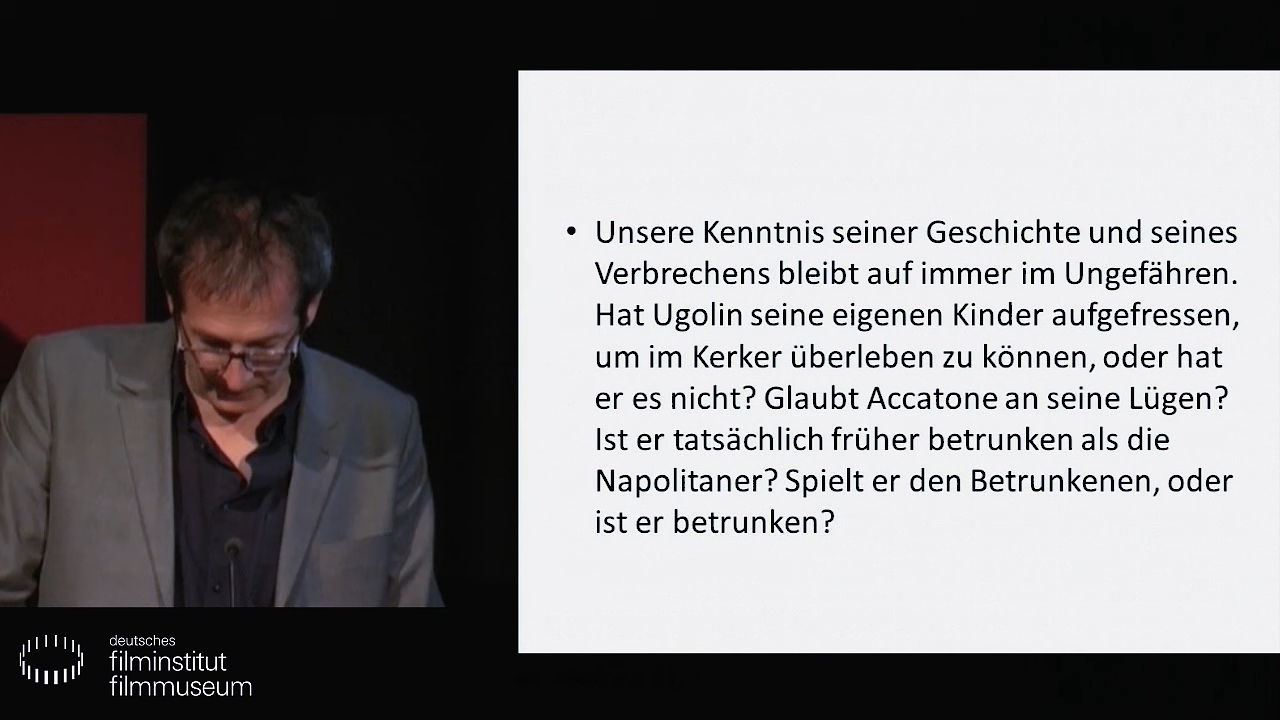 • Unsere Kenntnis seiner Geschichte und seines
Verbrechens bleibt auf immer im Ungefähren.
Hat Ugolin seine eigenen Kinder aufgefressen,
um im Kerker überleben zu können, oder hat
er es nicht? Glaubt Accatone an seine Lügen?
Ist er tatsächlich früher betrunken als die
Napolitaner? Spielt er den Betrunkenen, oder
ist er betrunken?
deutsches
filminstitut
filmmuseum